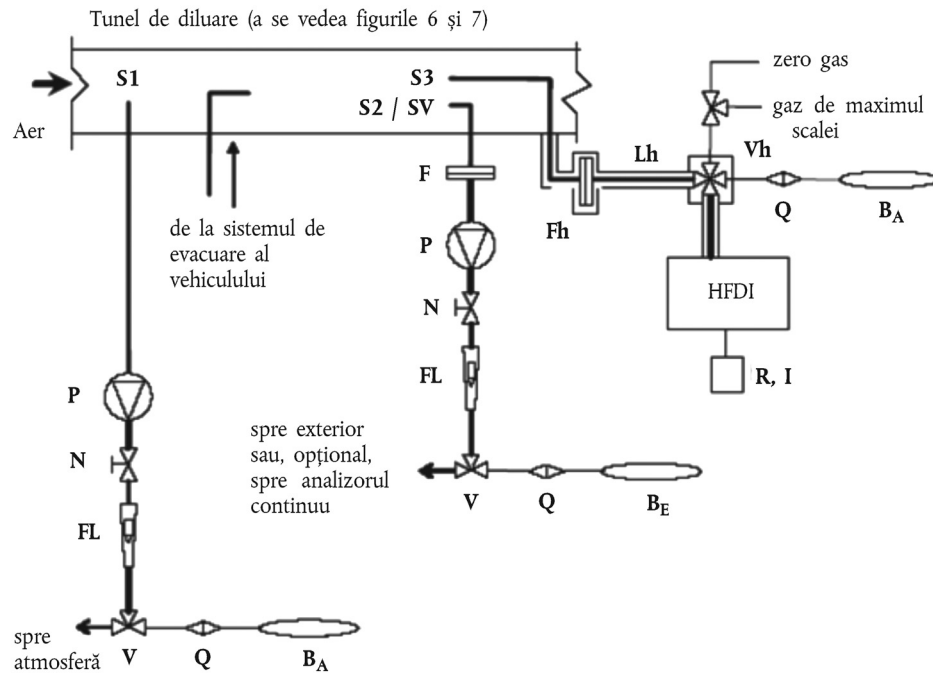 Tunel de diluare (a se vedea figurile 6 și 7)
S1
S3
zero gas
S2 / SV
gaz de maximul
scalei
Aer
Lh
Vh
F
Fh
Q
BA
de la sistemul de
evacuare al
vehiculului
P
HFDI
N
FL
R, I
P
spre exterior
sau, opțional,
spre analizorul
continuu
N
V
Q
BE
FL
spre
atmosferă
V
Q
BA